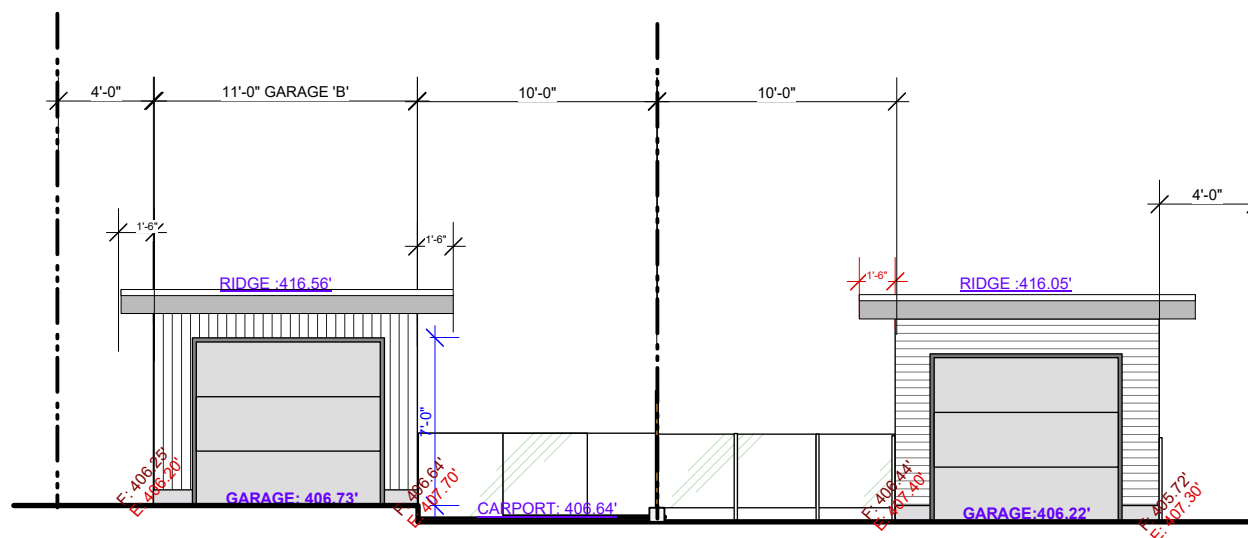 4'-0" 11'-0" GARAGE 'B' 10'-0" 10'-0"
4'-0"
1'-6" 1'-6"
1'-6"
RIDGE :416.56' RIDGE :416.05'
7'-0"
F: 406.25'
E: 406.20'
GARAGE: 406.73'
F: 406.64'
E: 407.70'
CARPORT: 406.64'
F: 406.44'
E: 407.40'
GARAGE:406.22'
F: 405.72'
E: 407.30'